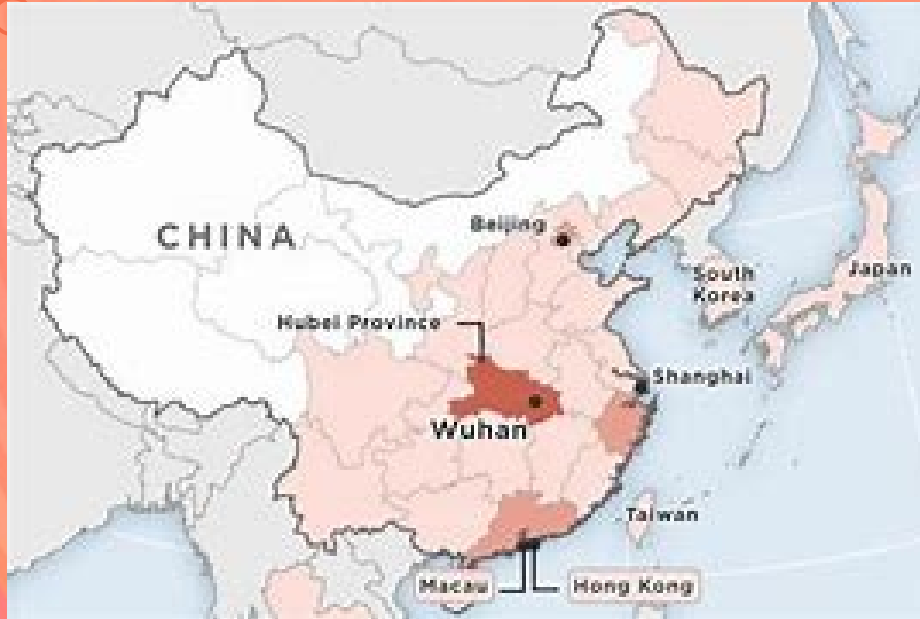 Beijing
CHINA
South
Korea
Japan
Hubei Province
Shanghai
Wuhan
Taiwan
Macau
Hong Kong